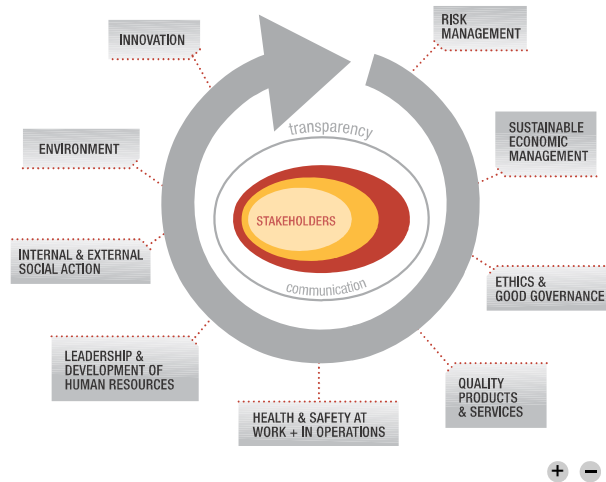 RISK
MANAGEMENT
SUSTAINABLE
ECONOMIC
MANAGEMENT
ETHICS &
GOOD GOVERNANCE
QUALITY
PRODUCTS
& SERVICES
HEALTH & SAFETY AT
WORK + IN OPERATIONS
LEADERSHIP &
DEVELOPMENT OF
HUMAN RESOURCES
INTERNAL & EXTERNAL
SOCIAL ACTION
ENVIRONMENT
INNOVATION
transparency
STAKEHOLDERS
communication
+ −